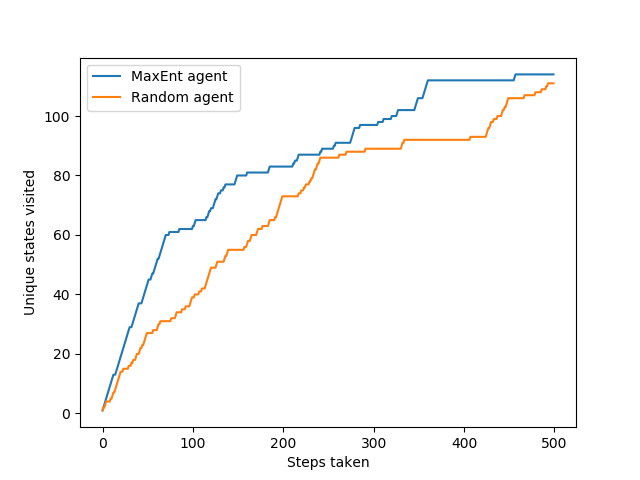 MaxEnt agent
Random agent
100
80
60
40
20
0
Unique states visited
0 100 200 300 400 500
Steps taken